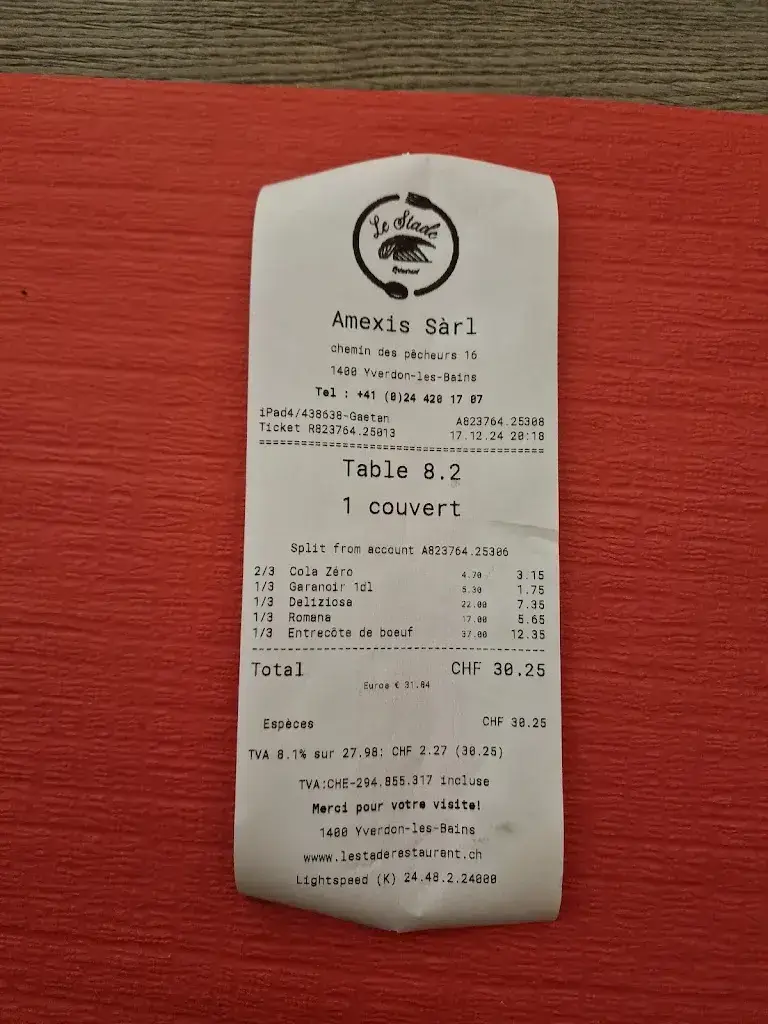 Le Stade
Restaurant
Amexis Sàrl
chemin des pêcheurs 16
1400 Yverdon-les-Bains
Tel : +41 (0)24 420 17 07
iPad4/438638-Gaetan A823764.25308
Ticket R823764.25013 17.12.24 20:18
Table 8.2
1 couvert
Split from account A823764.25306
2/3 Cola Zéro 4.70 3.15
1/3 Garanoir 1dl 5.30 1.75
1/3 Deliziosa 22.00 7.35
1/3 Romana 17.00 5.65
1/3 Entrecôte de boeuf 37.00 12.35
Total CHF 30.25
Euros € 31.84
Espèces CHF 30.25
TVA 8.1% sur 27.98: CHF 2.27 (30.25)
TVA:CHE-294.855.317 incluse
Merci pour votre visite!
1400 Yverdon-les-Bains
www.lestaderestaurant.ch
Lightspeed (K) 24.48.2.24000